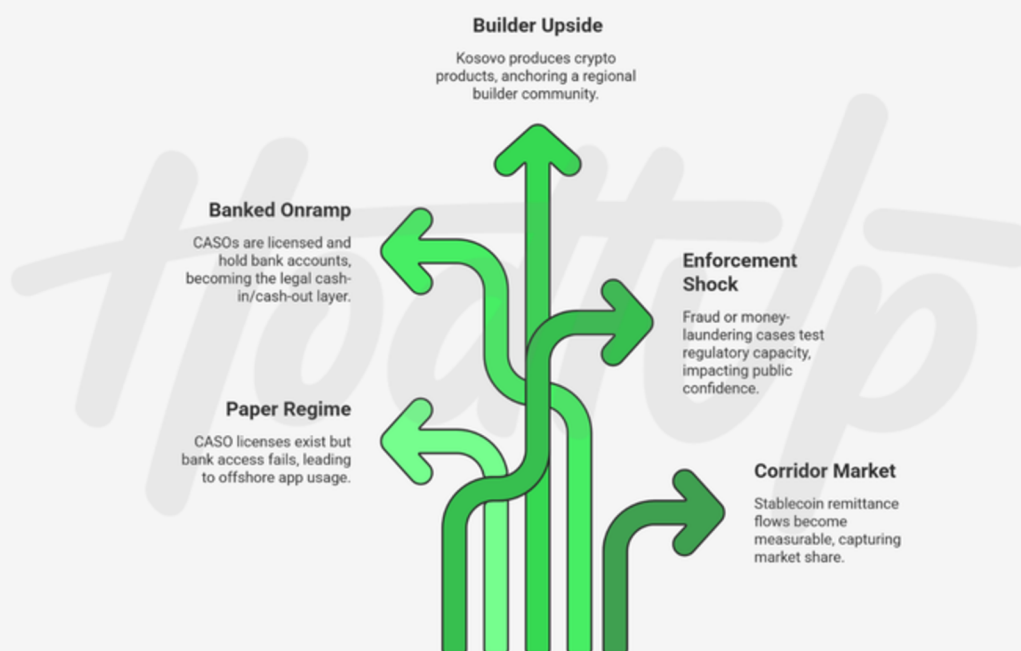 Builder Upside
Kosovo produces crypto
products, anchoring a regional
builder community.
Banked Onramp
CASOs are licensed and
hold bank accounts,
becoming the legal cash-
in/cash-out layer.
Enforcement
Shock
Fraud or money-
laundering cases test
regulatory capacity,
impacting public
confidence.
Paper Regime
CASO licenses exist but
bank access fails, leading
to offshore app usage.
Corridor Market
Stablecoin remittance
flows become
measurable, capturing
market share.